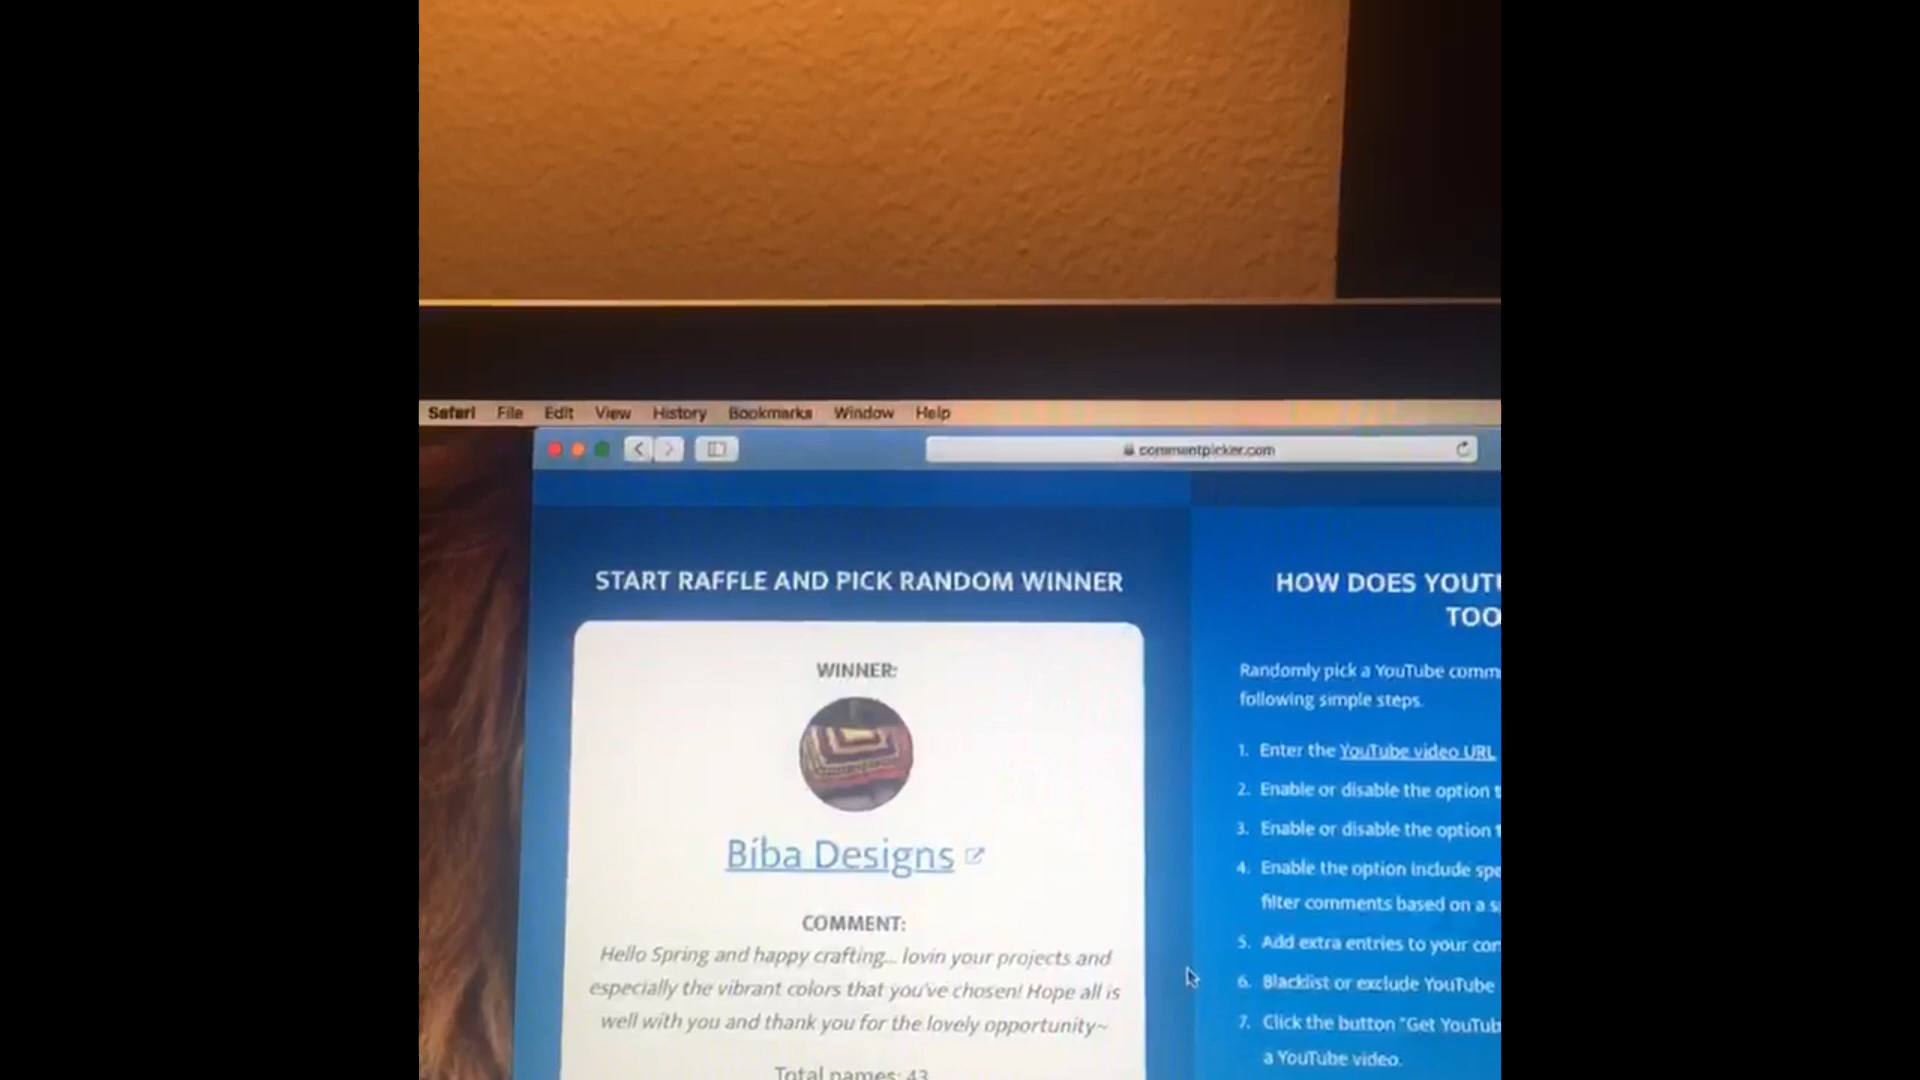 Safari File Edit View History Bookmarks Window Help
commentpicker.com
START RAFFLE AND PICK RANDOM WINNER
WINNER:
Biba Designs
COMMENT:
Hello Spring and happy crafting... lovin your projects and
especially the vibrant colors that you've chosen! Hope all is
well with you and thank you for the lovely opportunity~
Total names: 43
HOW DOES YOUT
TOO
Randomly pick a YouTube comm
following simple steps.
1. Enter the YouTube video URL
2. Enable or disable the option
3. Enable or disable the option
4. Enable the option include spe
filter comments based on a s
5. Add extra entries to your com
6. Blacklist or exclude YouTube
7. Click the button "Get YouTub
a YouTube video.